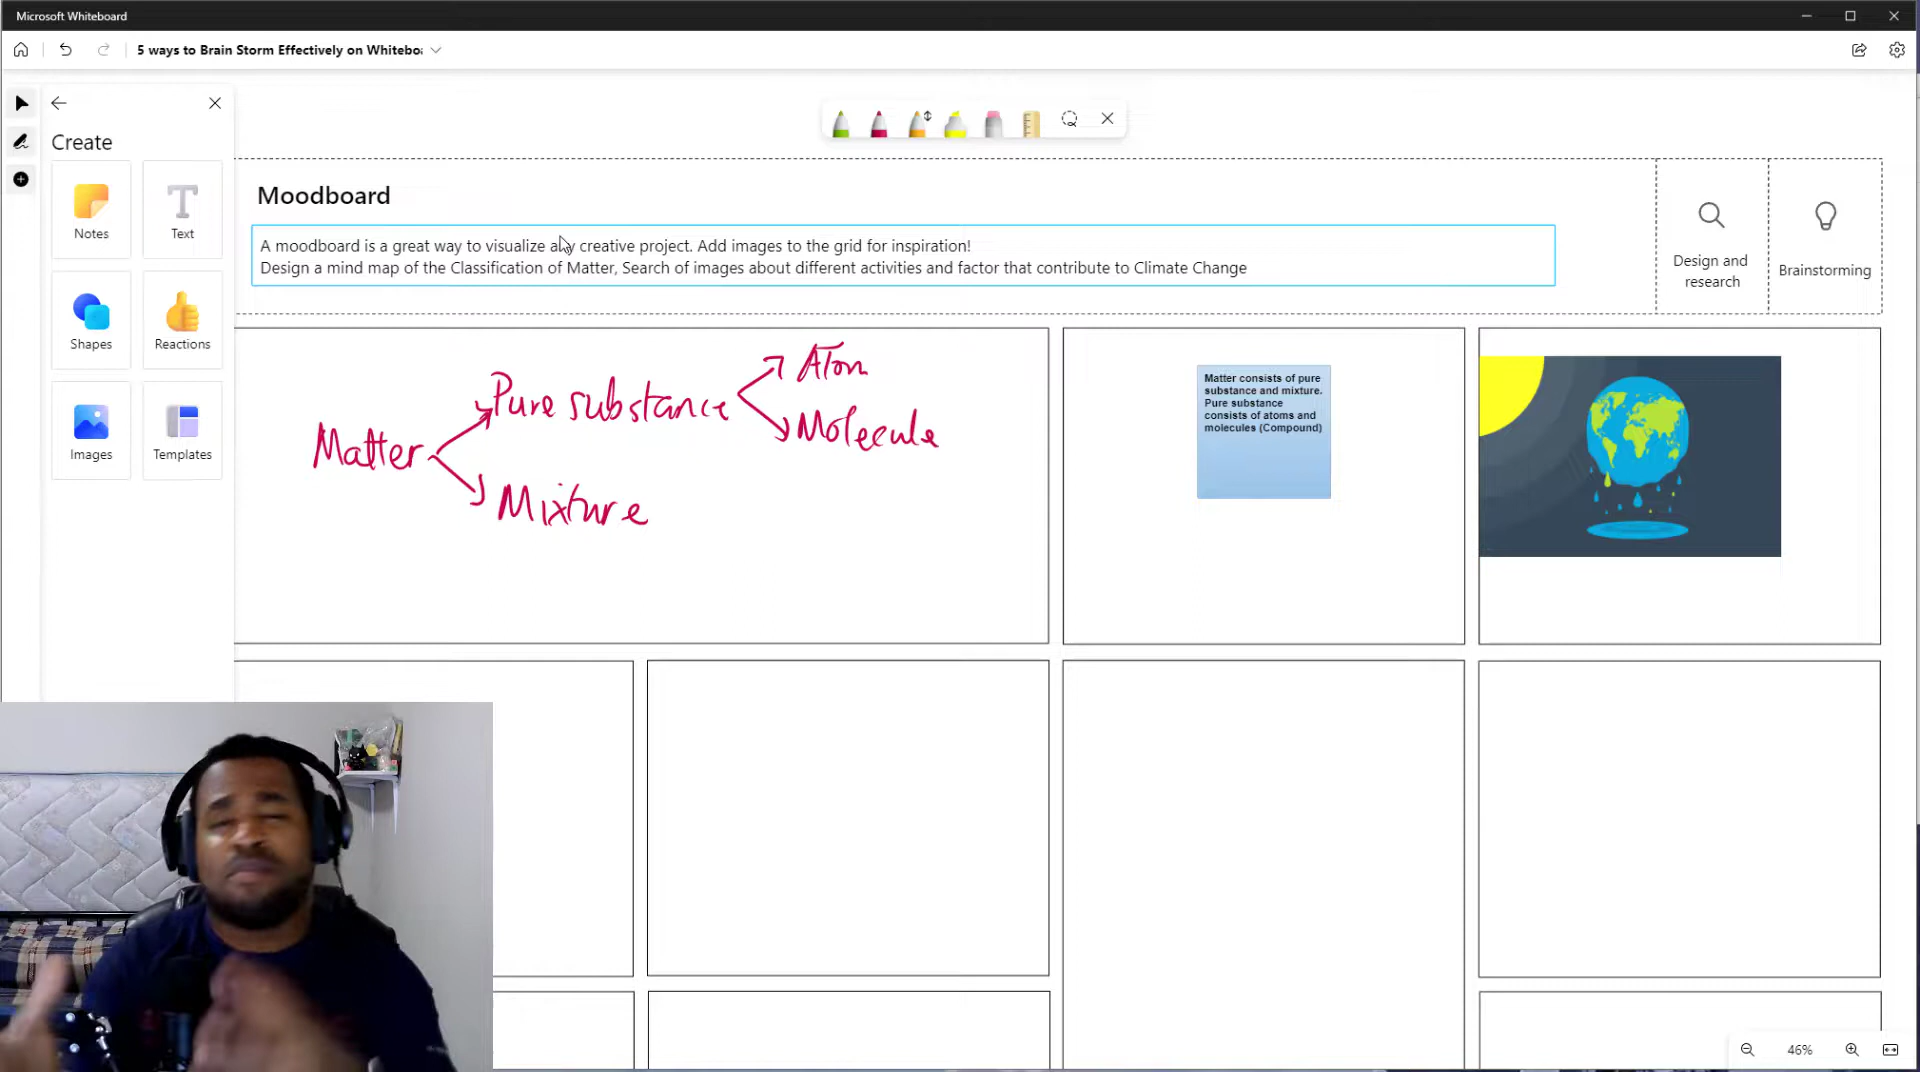 Microsoft Whiteboard
5 ways to Brain Storm Effectively on Whitebo
Create
Notes
Text
Shapes
Reactions
Images
Templates
Moodboard
A moodboard is a great way to visualize any creative project. Add images to the grid for inspiration!
Design a mind map of the Classification of Matter, Search of images about different activities and factor that contribute to Climate Change
Design and
research
Brainstorming
Matter
Pure substance
Mixture
Atom
Molecule
Matter consists of pure
substance and mixture.
Pure substance
consists of atoms and
molecules (Compound)
46%